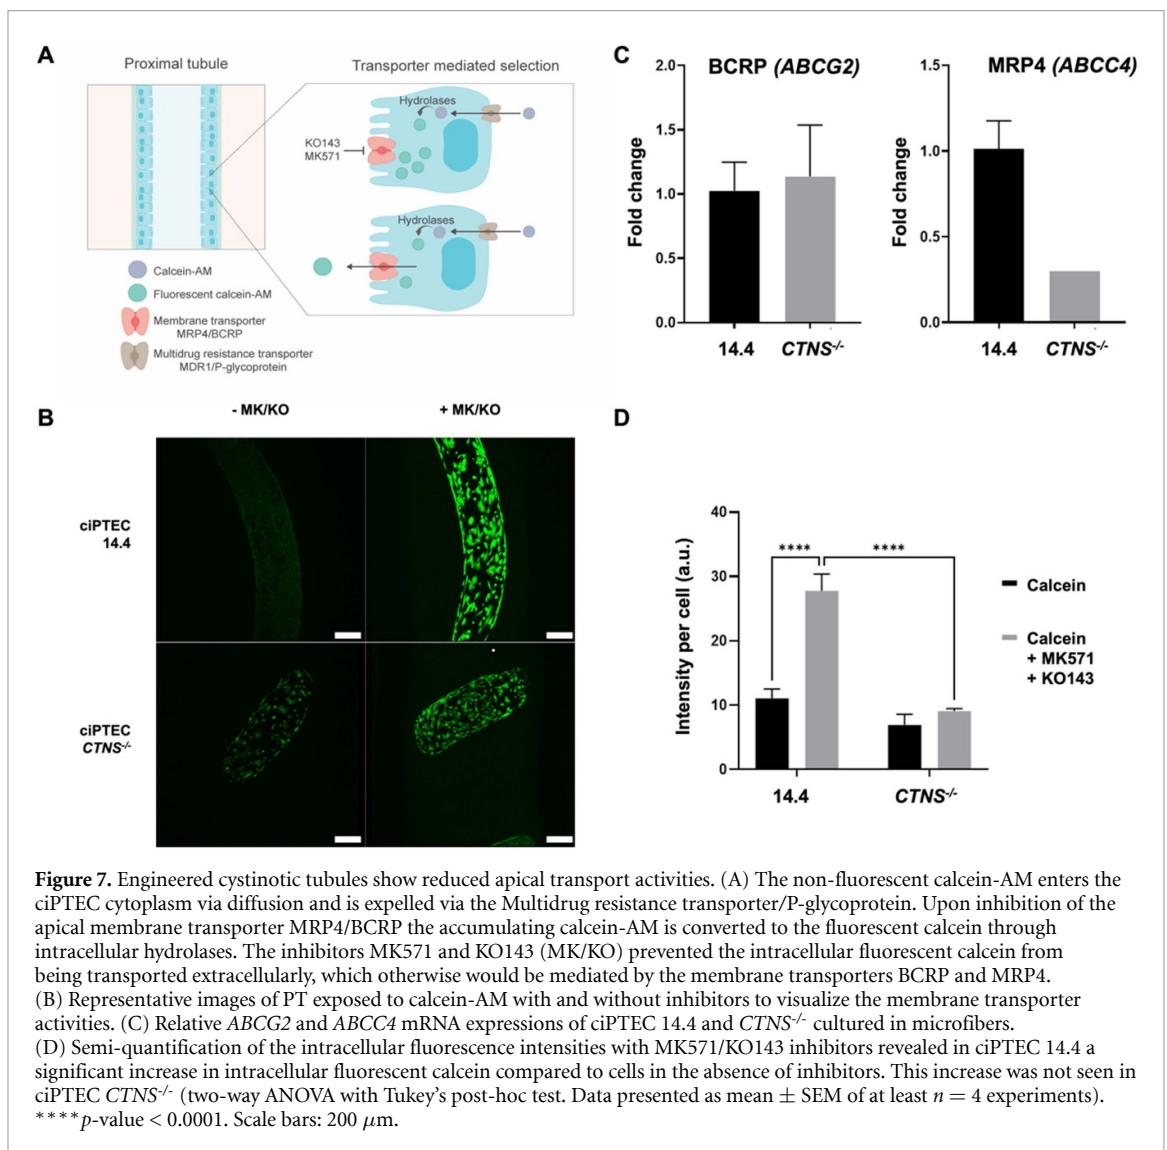 A
Proximal tubule
Transporter mediated selection
Hydrolases
KO143
MK571
Hydrolases
Calcein-AM
Fluorescent calcein-AM
Membrane transporter
MRP4/BCRP
Multidrug resistance transporter
MDR1/P-glycoprotein
C
BCRP (ABCG2)
Fold change
2.0
1.5
1.0
0.5
0.0
14.4 CTNS-/-
MRP4 (ABCC4)
Fold change
1.5
1.0
0.5
0.0
14.4 CTNS-/-
B
- MK/KO + MK/KO
ciPTEC
14.4
ciPTEC
CTNS-/-
D
Intensity per cell (a.u.)
40
30
20
10
0
**** ****
14.4 CTNS-/-
Calcein
Calcein
+ MK571
+ KO143
Figure 7. Engineered cystinotic tubules show reduced apical transport activities. (A) The non-fluorescent calcein-AM enters the
ciPTEC cytoplasm via diffusion and is expelled via the Multidrug resistance transporter/P-glycoprotein. Upon inhibition of the
apical membrane transporter MRP4/BCRP the accumulating calcein-AM is converted to the fluorescent calcein through
intracellular hydrolases. The inhibitors MK571 and KO143 (MK/KO) prevented the intracellular fluorescent calcein from
being transported extracellularly, which otherwise would be mediated by the membrane transporters BCRP and MRP4.
(B) Representative images of PT exposed to calcein-AM with and without inhibitors to visualize the membrane transporter
activities. (C) Relative ABCG2 and ABCC4 mRNA expressions of ciPTEC 14.4 and CTNS-/- cultured in microfibers.
(D) Semi-quantification of the intracellular fluorescence intensities with MK571/KO143 inhibitors revealed in ciPTEC 14.4 a
significant increase in intracellular fluorescent calcein compared to cells in the absence of inhibitors. This increase was not seen in
ciPTEC CTNS-/- (two-way ANOVA with Tukey's post-hoc test. Data presented as mean ± SEM of at least n = 4 experiments).
****p-value < 0.0001. Scale bars: 200 μm.